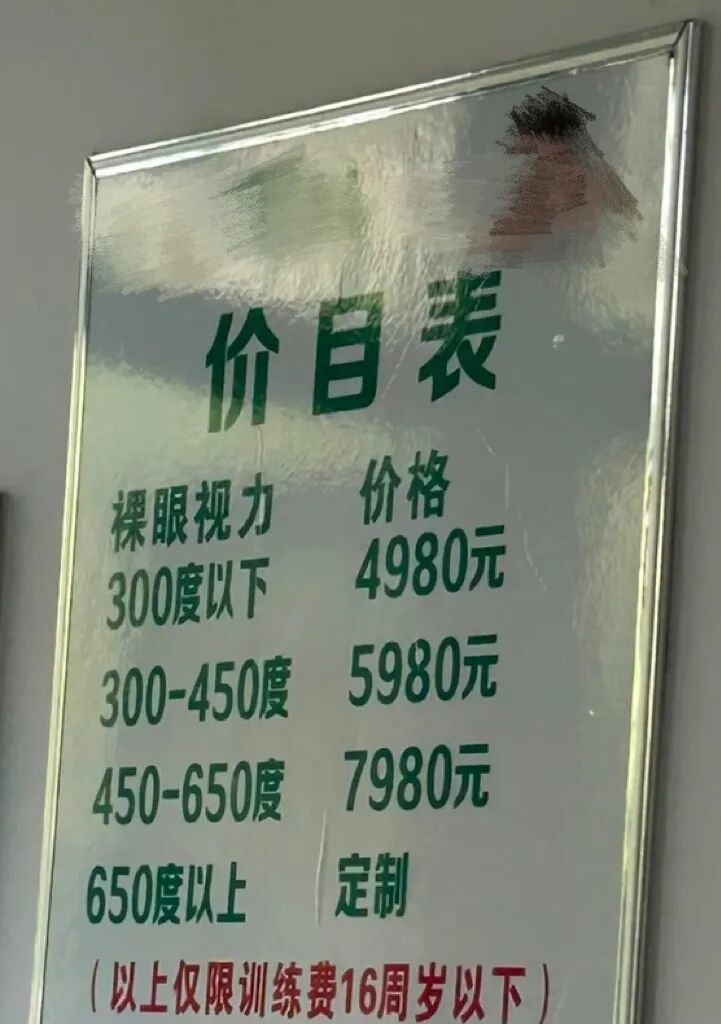 价目表
裸眼视力 价格
300度以下 4980元
300-450度 5980元
450-650度 7980元
650度以上 定制
（以上仅限训练费16周岁以下）